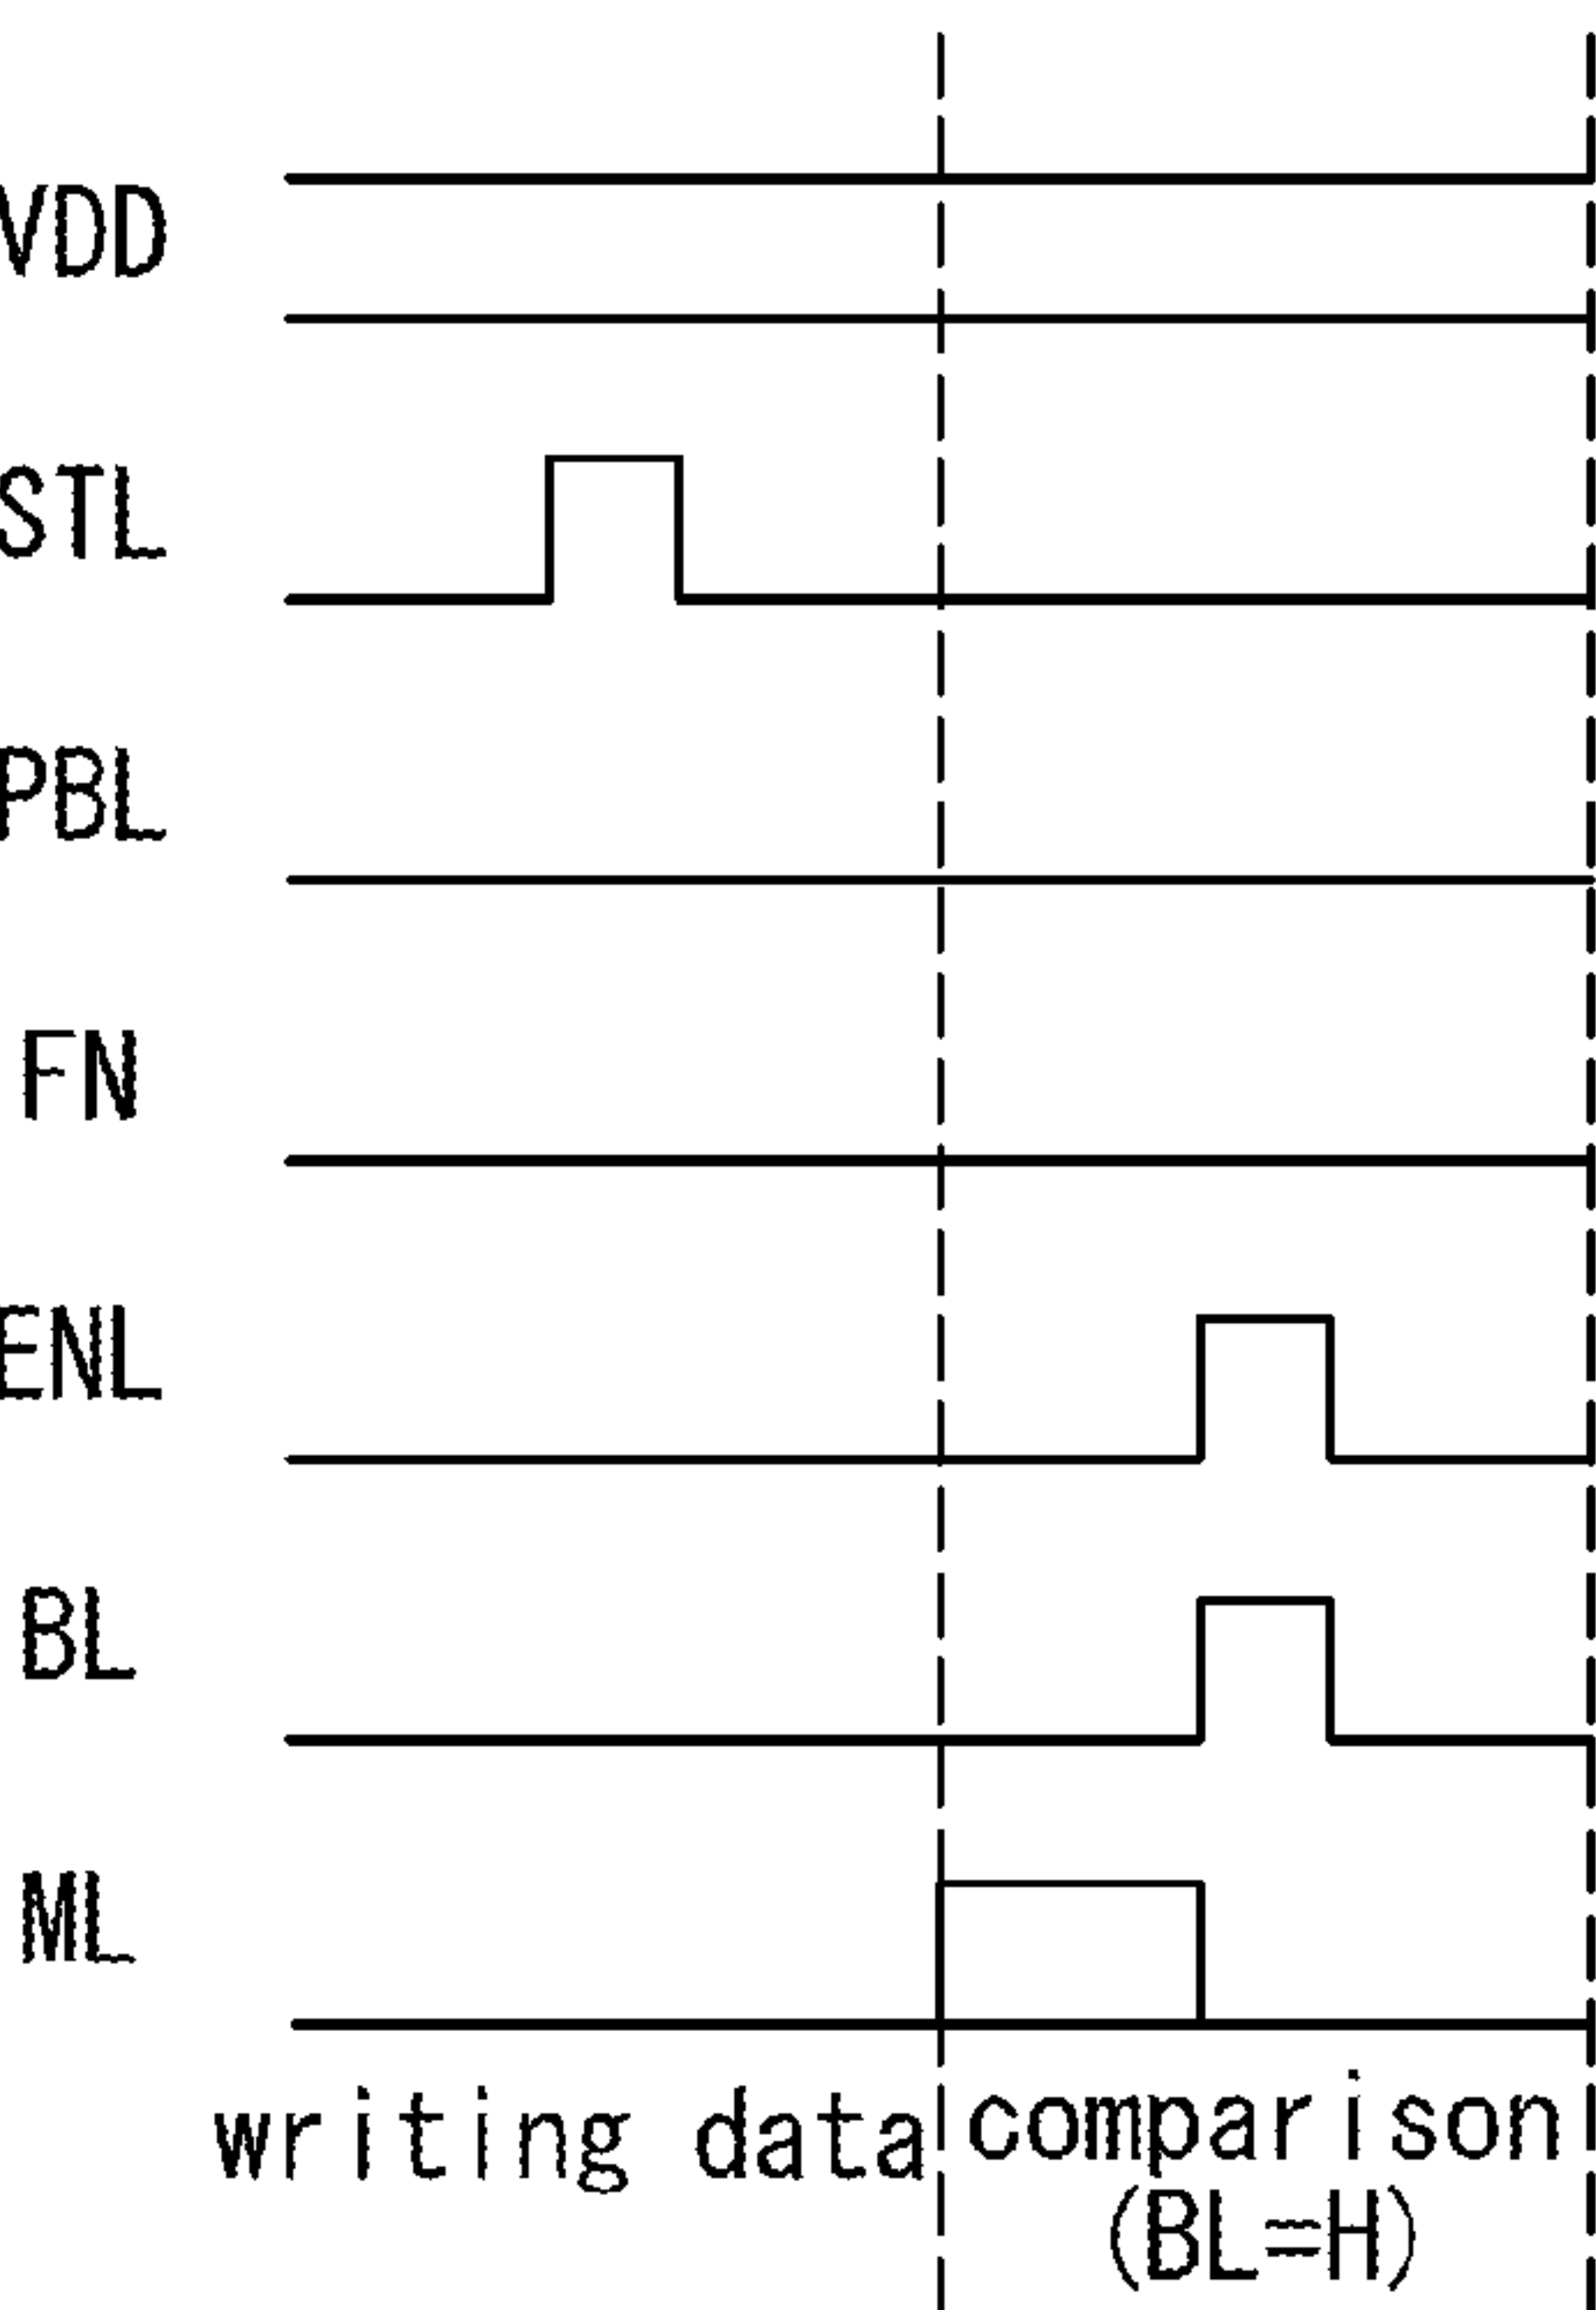 VDD
STL
PBL
FN
ENL
BL
ML
writing data
comparison
(BL=H)